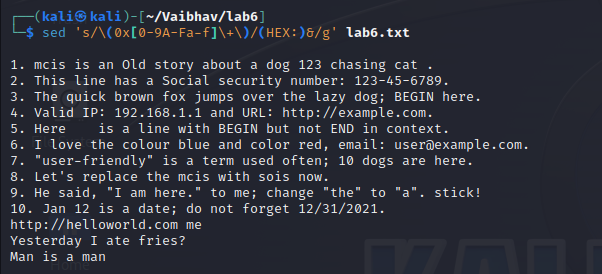 ┌──(kali㉿kali)-[~/Vaibhav/lab6]
└─$ sed 's/\(0x[0-9A-Fa-f]\+\)/(HEX:)&/g' lab6.txt
1. mcis is an Old story about a dog 123 chasing cat .
2. This line has a Social security number: 123-45-6789.
3. The quick brown fox jumps over the lazy dog; BEGIN here.
4. Valid IP: 192.168.1.1 and URL: http://example.com.
5. Here    is a line with BEGIN but not END in context.
6. I love the colour blue and color red, email: user@example.com.
7. "user-friendly" is a term used often; 10 dogs are here.
8. Let's replace the mcis with sois now.
9. He said, "I am here." to me; change "the" to "a". stick!
10. Jan 12 is a date; do not forget 12/31/2021.
http://helloworld.com me
Yesterday I ate fries?
Man is a man